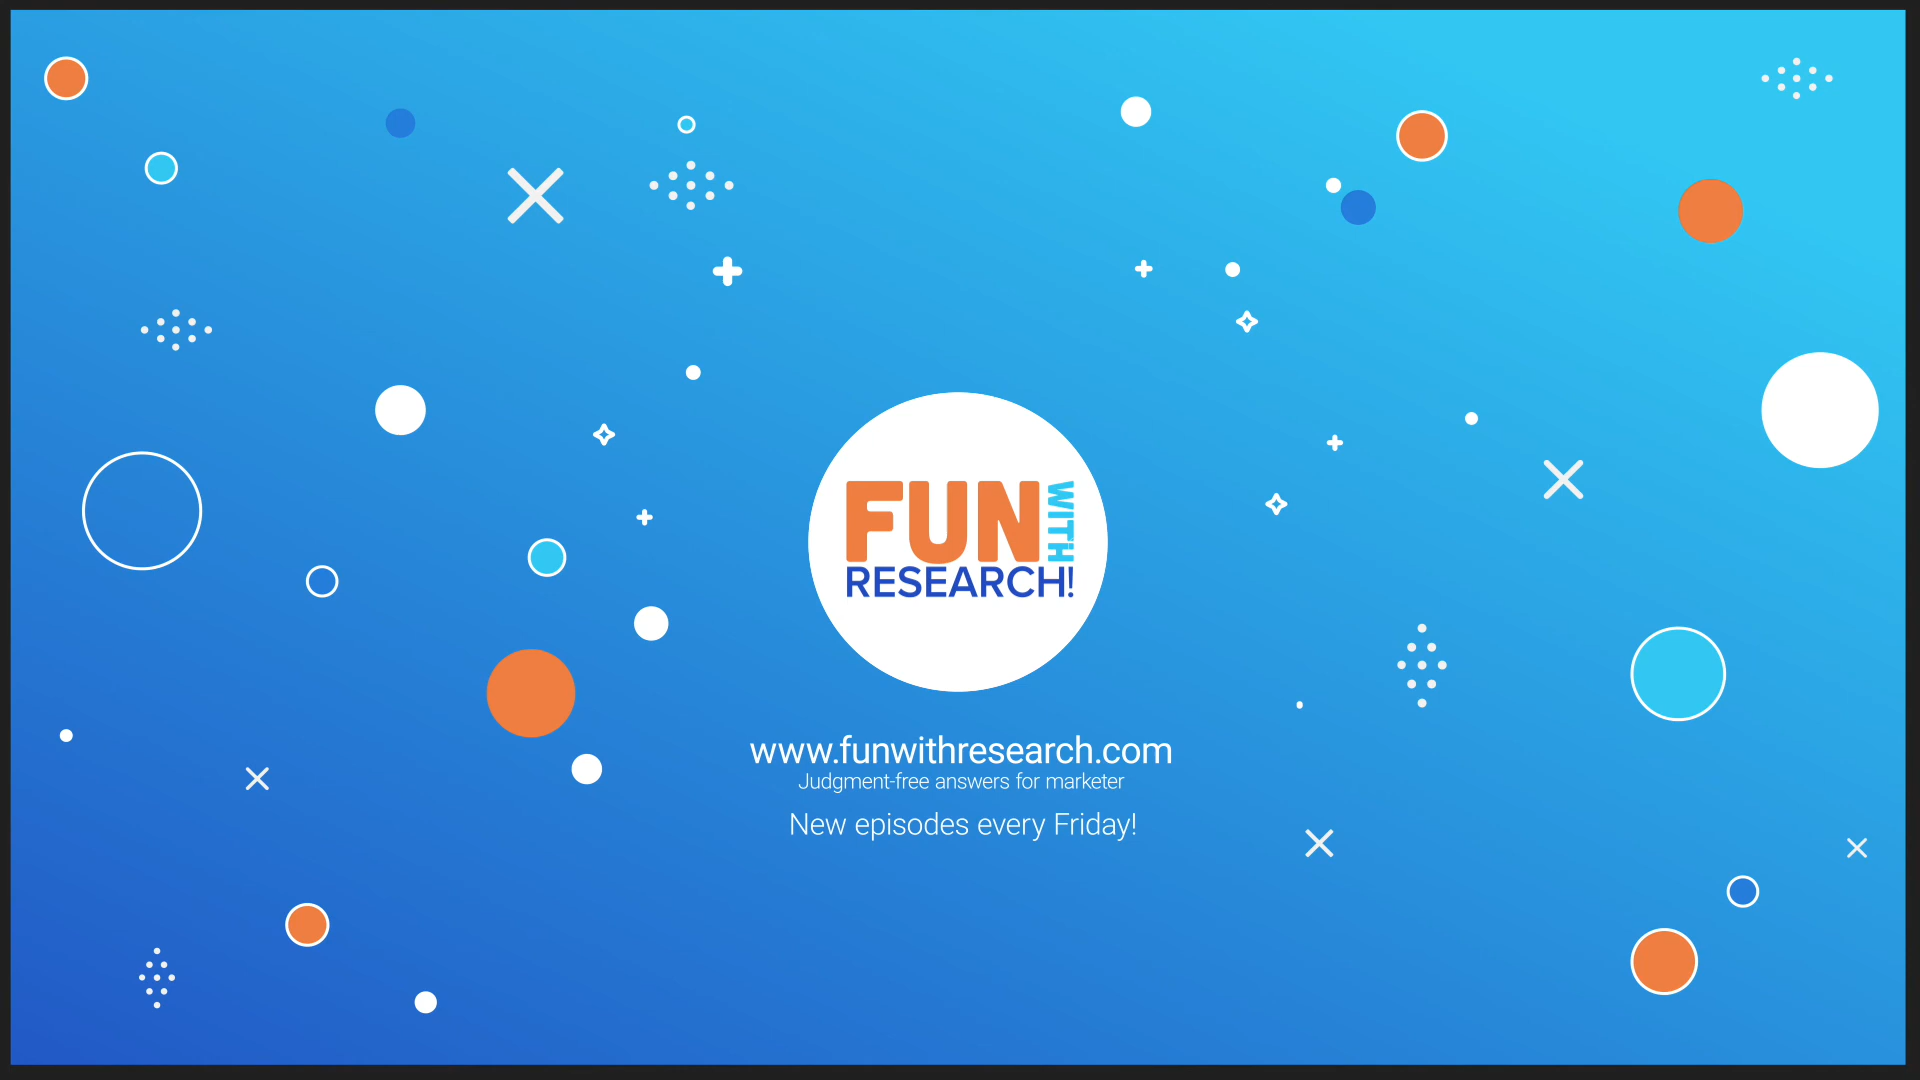 FUN WITH
RESEARCH!
www.funwithresearch.com
Judgment-free answers for marketer
New episodes every Friday!